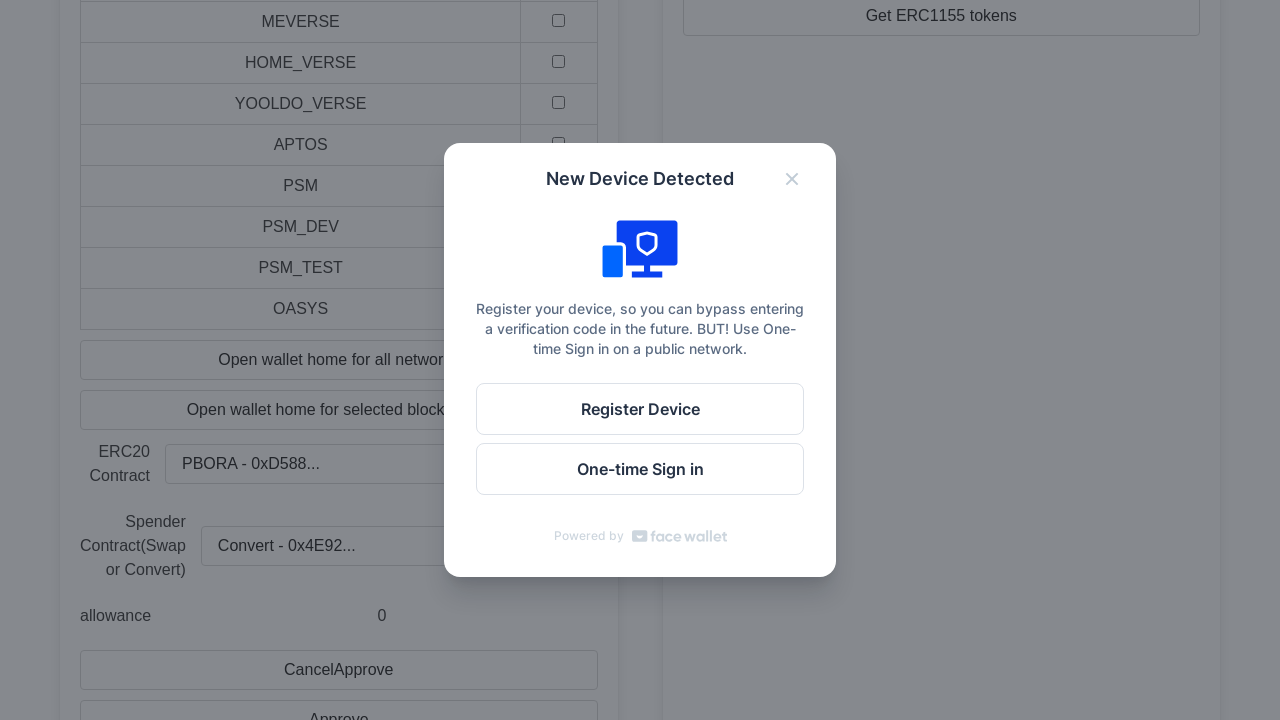 MEVERSE
HOME_VERSE
YOOLDO_VERSE
APTOS
PSM
PSM_DEV
PSM_TEST
OASYS
Open wallet home for all networ
Open wallet home for selected block
ERC20
Contract
PBORA - 0xD588...
Spender
Contract(Swap
or Convert)
Convert - 0x4E92...
allowance
0
CancelApprove
Approve
Get ERC1155 tokens
New Device Detected
Register your device, so you can bypass entering
a verification code in the future. BUT! Use One-
time Sign in on a public network.
Register Device
One-time Sign in
Powered by face wallet